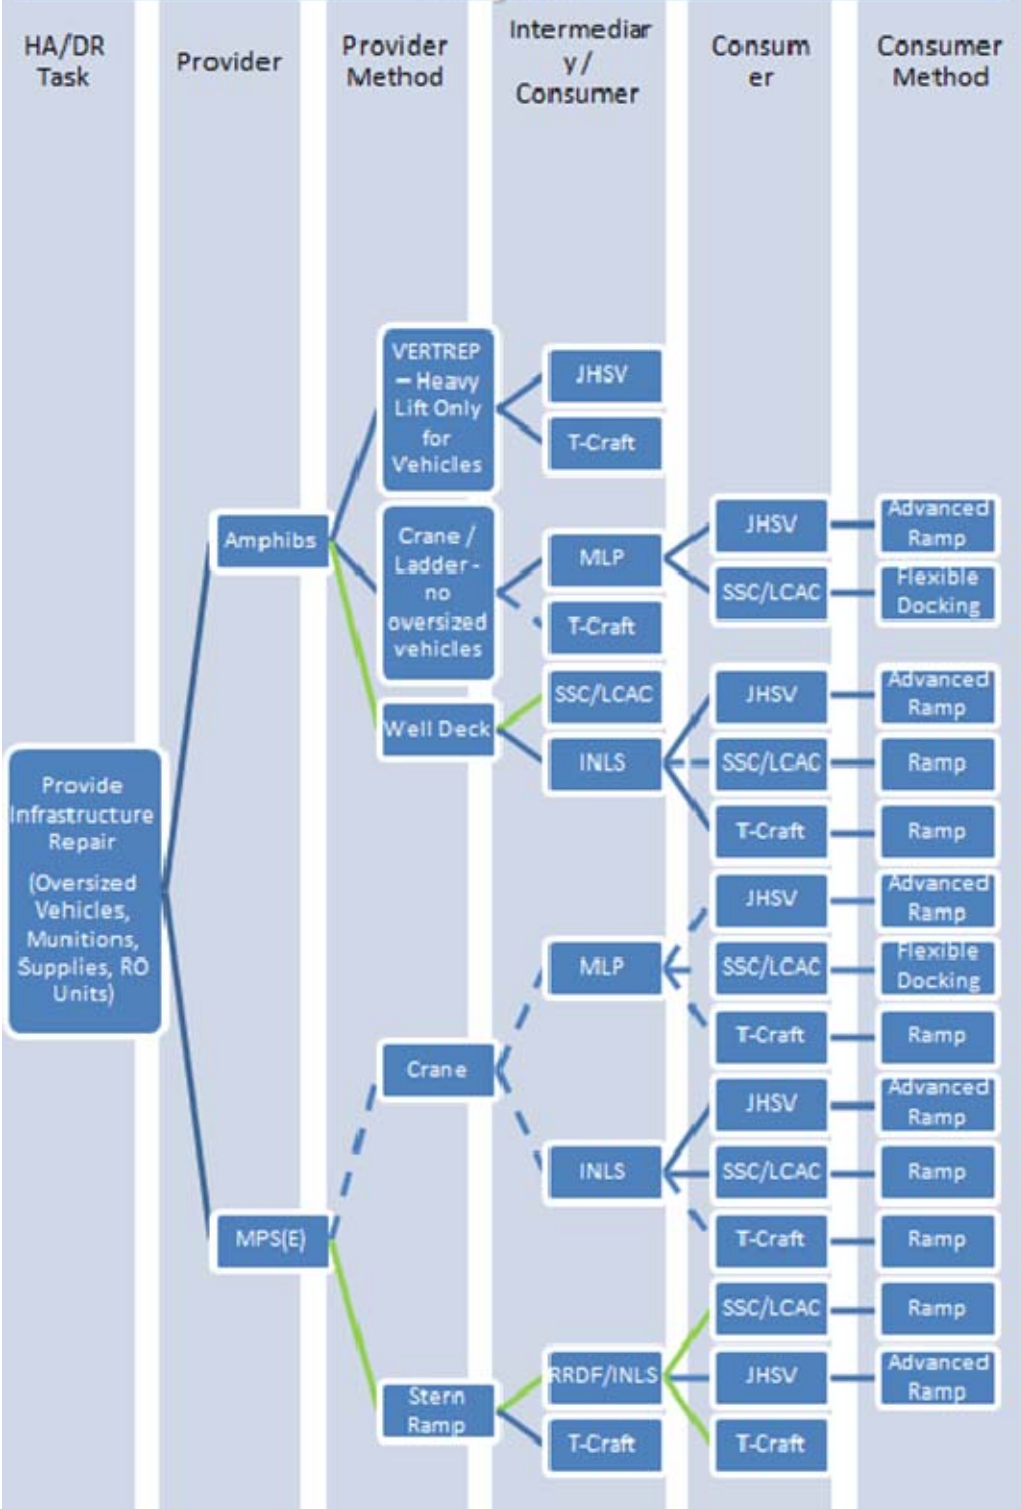 HA/DR
Task
Provider
Provider
Method
Intermediar
y/
Consumer
Consum
er
Consumer
Method
VERTREP
– Heavy
Lift Only
for
Vehicles
JHSV
T-Craft
Amphibs
Crane /
Ladder -
no
oversized
vehicles
MLP
T-Craft
JHSV
Advanced
Ramp
SSC/LCAC
Flexible
Docking
Well Deck
SSC/LCAC
INLS
JHSV
Advanced
Ramp
SSC/LCAC
Ramp
T-Craft
Ramp
Provide
Infrastructure
Repair
(Oversized
Vehicles,
Munitions,
Supplies, RO
Units)
MPS(E)
Crane
MLP
JHSV
Advanced
Ramp
SSC/LCAC
Flexible
Docking
T-Craft
Ramp
INLS
JHSV
Advanced
Ramp
SSC/LCAC
Ramp
T-Craft
Ramp
Stern
Ramp
RRDF/INLS
T-Craft
SSC/LCAC
Ramp
JHSV
Advanced
Ramp
T-Craft